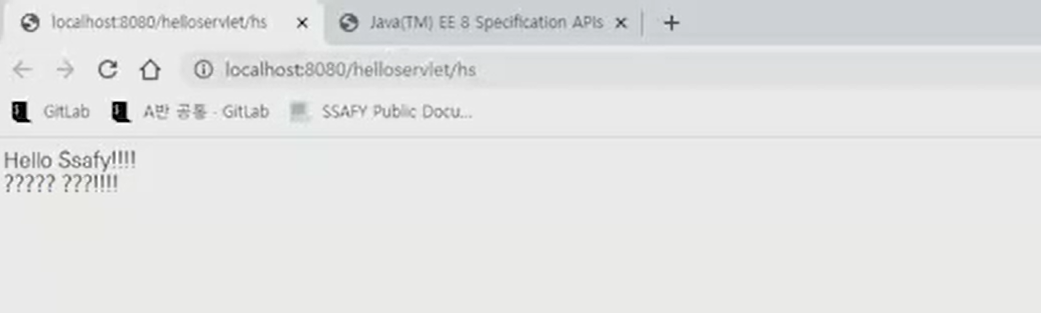 localhost:8080/helloservlet/hs
Java(TM) EE 8 Specification APIs
localhost:8080/helloservlet/hs
GitLab
A반 공통 - GitLab
SSAFY Public Docu...
Hello Ssafy!!!!
????? ???!!!!